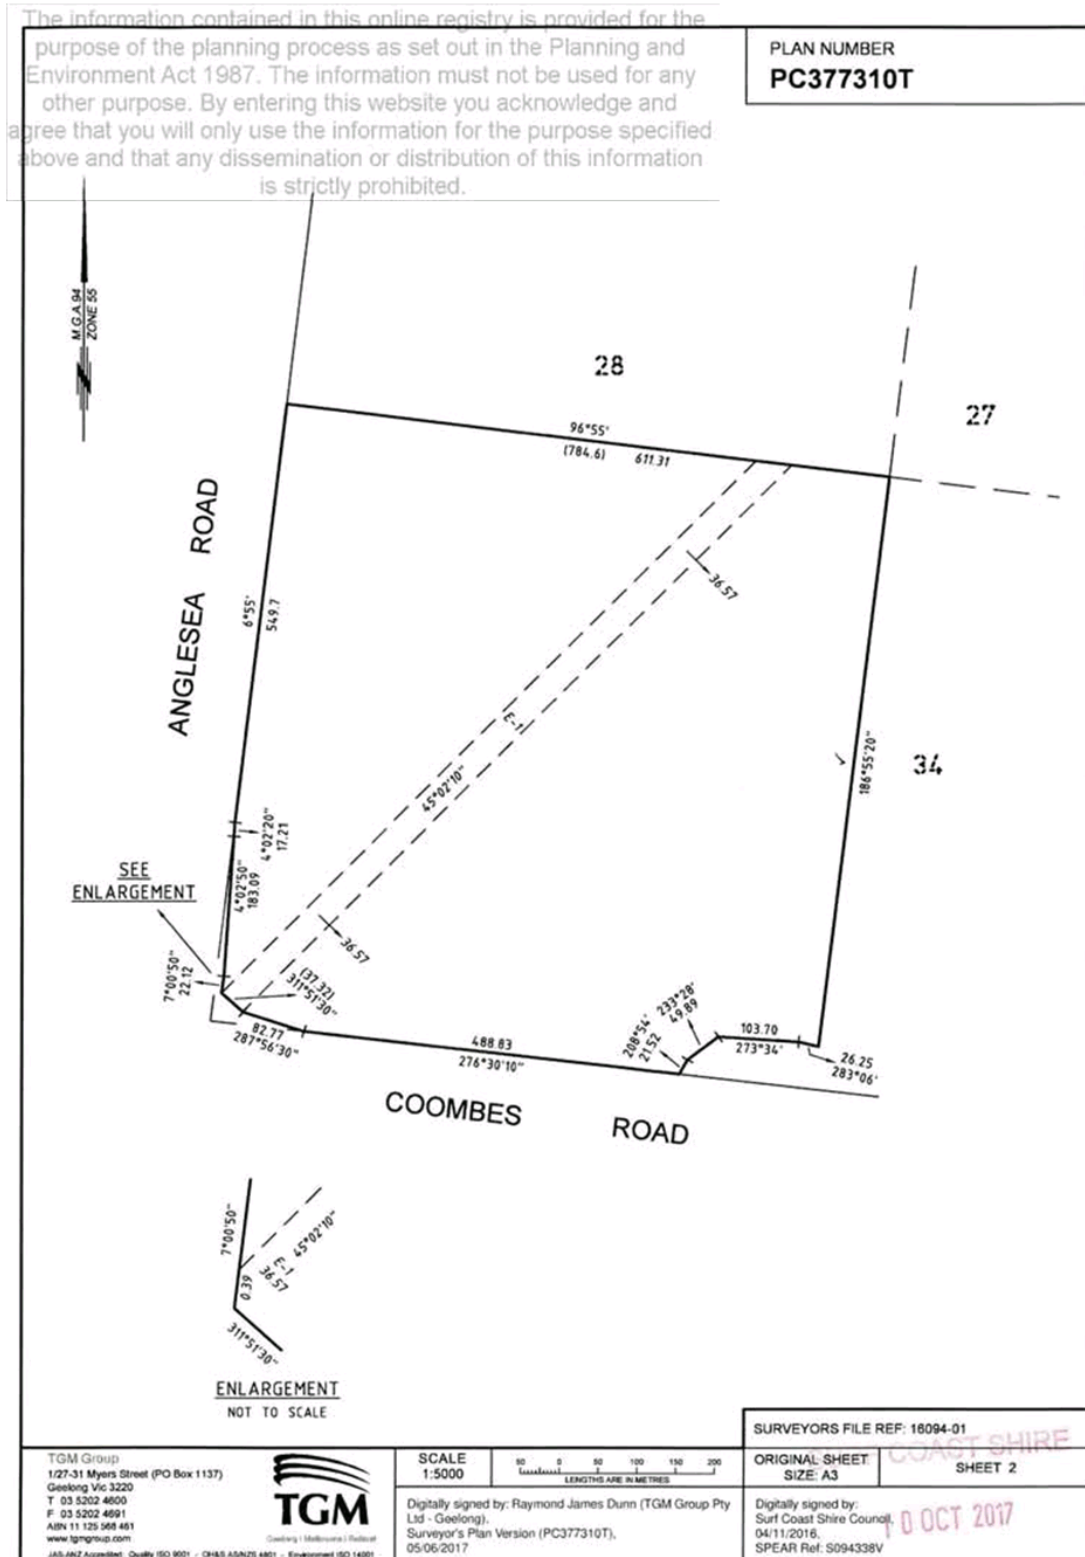 The information contained in this online registry is provided for the
purpose of the planning process as set out in the Planning and
Environment Act 1987. The information must not be used for any
other purpose. By entering this website you acknowledge and
agree that you will only use the information for the purpose specified
above and that any dissemination or distribution of this information
is strictly prohibited.
PLAN NUMBER
PC377310T
M.G.A.94
ZONE 55
28
27
96°55'
(784.6) 611.31
ANGLESEA ROAD
6°55'
549.7
36.57
E-1
45°02'10"
186°55'20"
34
4°02'20"
17.21
4°02'50"
183.09
SEE
ENLARGEMENT
7°00'50"
22.12
36.57
(37.32)
311°51'30"
82.77
287°56'30"
488.83
276°30'10"
208°54'
21.52
233°28'
49.89
103.70
273°34'
26.25
283°06'
COOMBES ROAD
7°00'50"
0.39
E-1 45°02'10"
36.57
311°51'30"
ENLARGEMENT
NOT TO SCALE
SURVEYORS FILE REF: 16094-01
TGM Group
1/27-31 Myers Street (PO Box 1137)
Geelong Vic 3220
T 03 5202 4600
F 03 5202 4691
ABN 11 125 568 461
www.tgmgroup.com
TGM
Geelong | Melbourne | Ballarat
SCALE
1:5000
50 0 50 100 150 200
LENGTHS ARE IN METRES
ORIGINAL SHEET
SIZE: A3
SHEET 2
COAST SHIRE
Digitally signed by: Raymond James Dunn (TGM Group Pty
Ltd - Geelong),
Surveyor's Plan Version (PC377310T),
05/06/2017
Digitally signed by:
Surf Coast Shire Council,
04/11/2016,
SPEAR Ref: S094338V
10 OCT 2017